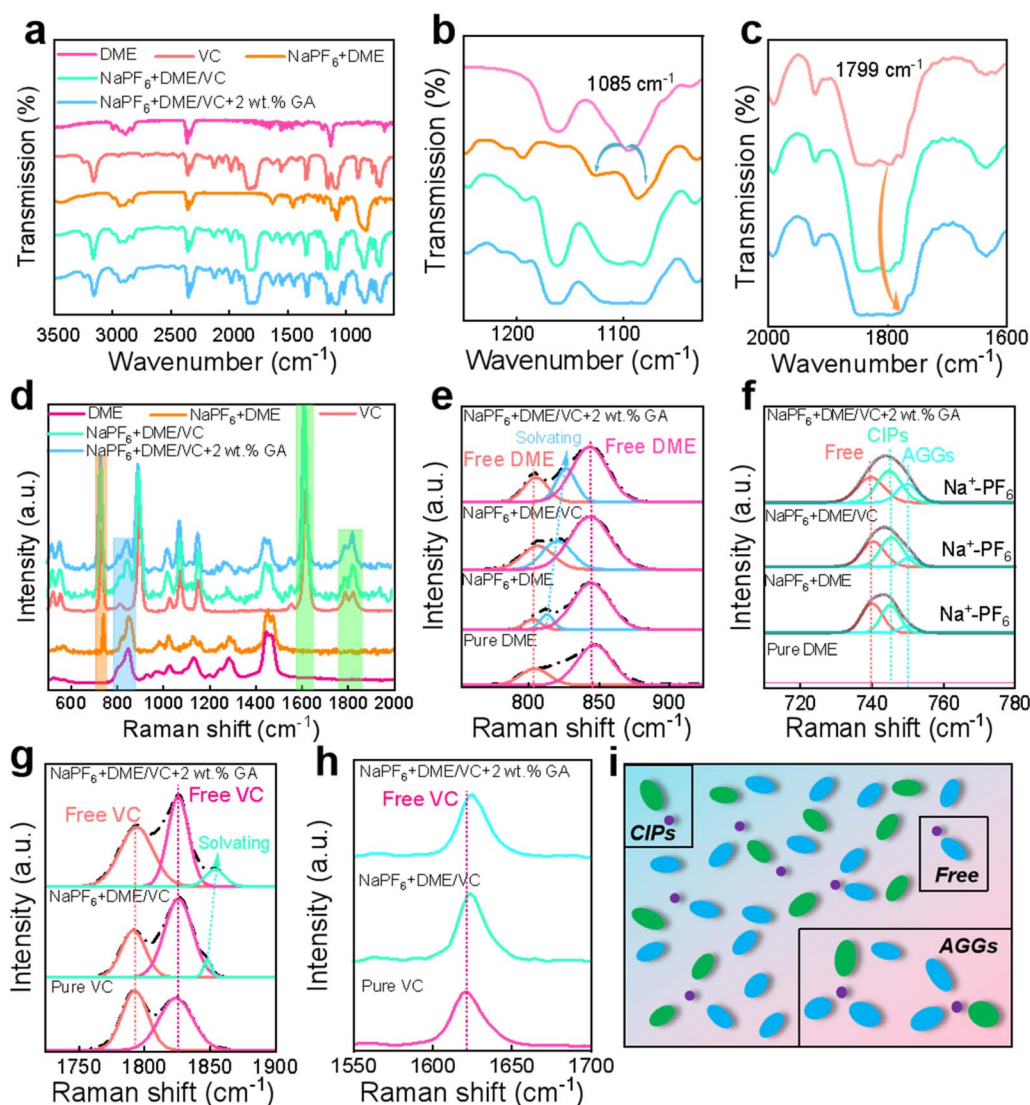 a
DME VC NaPF₆+DME
NaPF₆+DME/VC
NaPF₆+DME/VC+2 wt.% GA
Transmission (%)
3500 3000 2500 2000 1500 1000
Wavenumber (cm⁻¹)
b
1085 cm⁻¹
Transmission (%)
1200 1100
Wavenumber (cm⁻¹)
c
1799 cm⁻¹
Transmission (%)
2000 1800 1600
Wavenumber (cm⁻¹)
d
DME NaPF₆+DME VC
NaPF₆+DME/VC
NaPF₆+DME/VC+2 wt.% GA
Intensity (a.u.)
600 800 1000 1200 1400 1600 1800 2000
Raman shift (cm⁻¹)
e
NaPF₆+DME/VC+2 wt.% GA
Solvating
Free DME Free DME
NaPF₆+DME/VC
NaPF₆+DME
Pure DME
Intensity (a.u.)
800 850 900
Raman shift (cm⁻¹)
f
NaPF₆+DME/VC+2 wt.% GA
CIPs
Free AGGs
Na⁺-PF₆
NaPF₆+DME/VC
Na⁺-PF₆
NaPF₆+DME
Na⁺-PF₆
Pure DME
Intensity (a.u.)
720 740 760 780
Raman shift (cm⁻¹)
g
NaPF₆+DME/VC+2 wt.% GA
Free VC
Free VC
Solvating
NaPF₆+DME/VC
Pure VC
Intensity (a.u.)
1750 1800 1850 1900
Raman shift (cm⁻¹)
h
NaPF₆+DME/VC+2 wt.% GA
Free VC
NaPF₆+DME/VC
Pure VC
Intensity (a.u.)
1550 1600 1650 1700
Raman shift (cm⁻¹)
i
CIPs
Free
AGGs